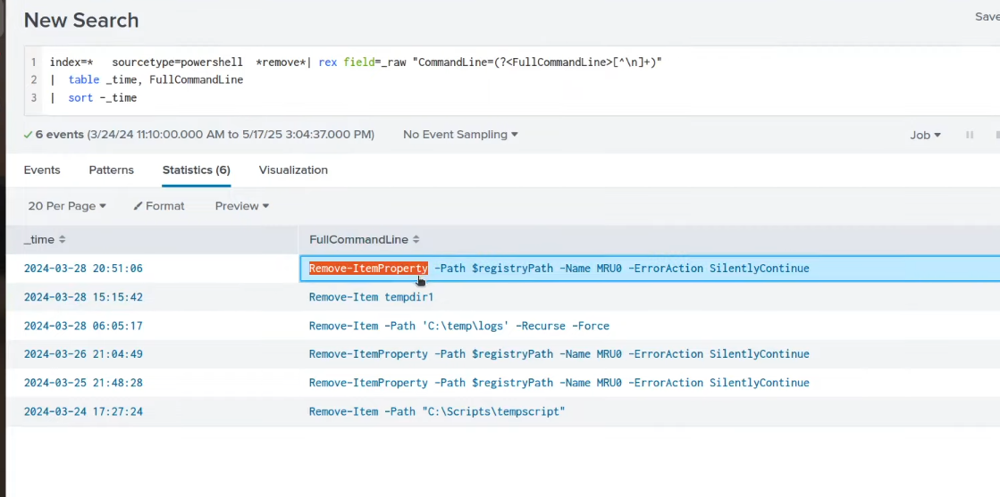 New Search
Save
1 index=*   sourcetype=powershell  *remove*| rex field=_raw "CommandLine=(?<FullCommandLine>[^\n]+)"
2 |  table _time, FullCommandLine
3 |  sort -_time
✓ 6 events (3/24/24 11:10:00.000 AM to 5/17/25 3:04:37.000 PM) No Event Sampling ▾ Job ▾
Events Patterns Statistics (6) Visualization
20 Per Page ▾ Format Preview ▾
_time FullCommandLine
2024-03-28 20:51:06 Remove-ItemProperty -Path $registryPath -Name MRU0 -ErrorAction SilentlyContinue
2024-03-28 15:15:42 Remove-Item tempdir1
2024-03-28 06:05:17 Remove-Item -Path 'C:\temp\logs' -Recurse -Force
2024-03-26 21:04:49 Remove-ItemProperty -Path $registryPath -Name MRU0 -ErrorAction SilentlyContinue
2024-03-25 21:48:28 Remove-ItemProperty -Path $registryPath -Name MRU0 -ErrorAction SilentlyContinue
2024-03-24 17:27:24 Remove-Item -Path "C:\Scripts\tempscript"